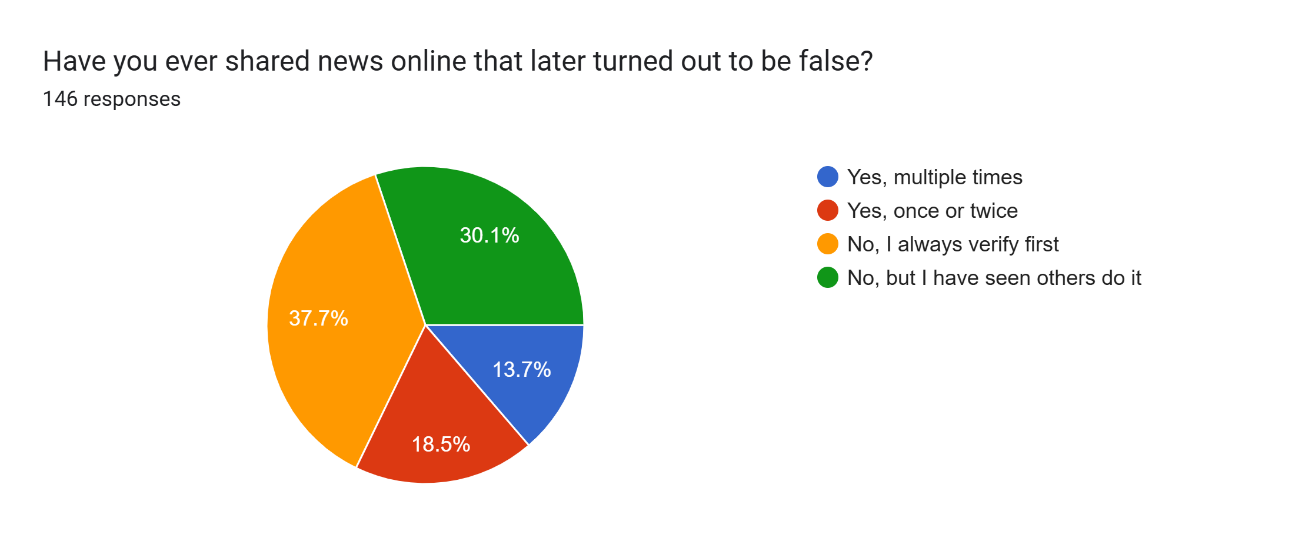 Have you ever shared news online that later turned out to be false?
146 responses
Yes, multiple times
Yes, once or twice
No, I always verify first
No, but I have seen others do it
30.1%
37.7%
13.7%
18.5%